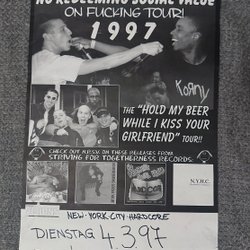 NO REDEEMING SOCIAL VALUE
ON FUCKING TOUR!
1997
THE "HOLD MY BEER
WHILE I KISS YOUR
GIRLFRIEND" TOUR!!
CHECK OUT N.R.S.V. ON THESE RELEASES FROM
STRIVING FOR TOGETHERNESS RECORDS.
N.Y.H.C.
NEW-YORK-CITY-HARDCORE
DIENSTAG 4.3.97